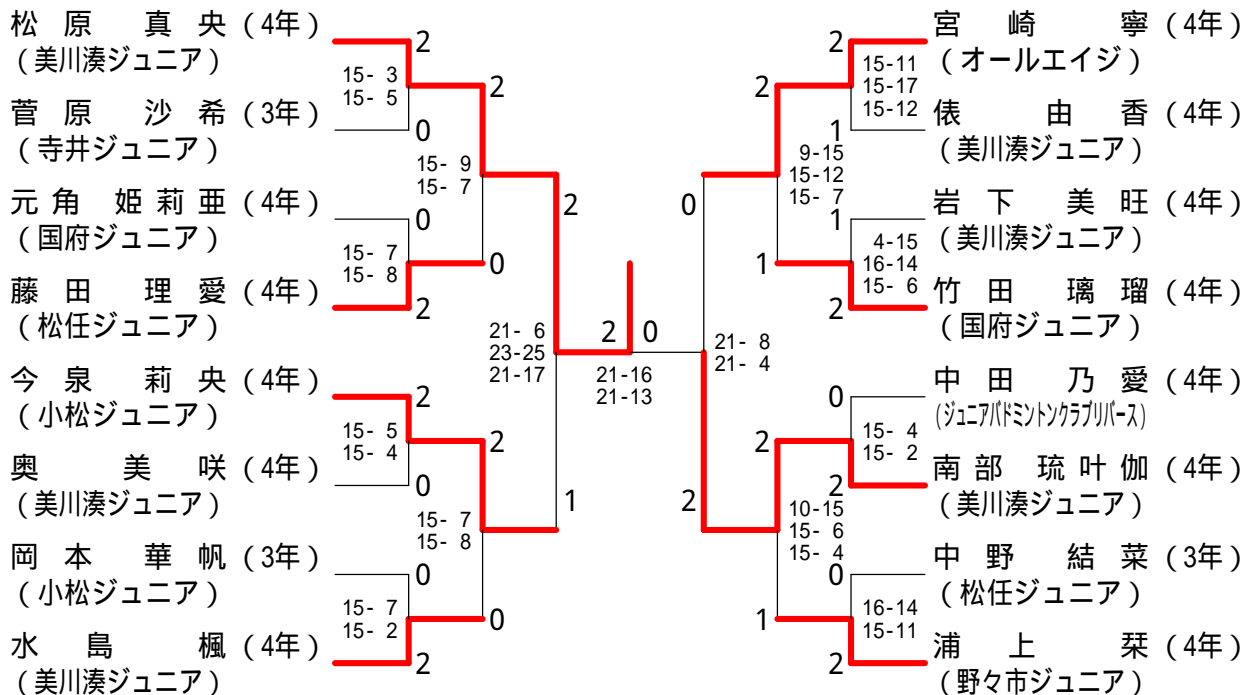 松原 真央 (4年)
(美川湊ジュニア)
菅原 沙希 (3年)
(寺井ジュニア)
元角 姫莉亜 (4年)
(国府ジュニア)
藤田 理愛 (4年)
(松任ジュニア)
今泉 莉央 (4年)
(小松ジュニア)
奥 美咲 (4年)
(美川湊ジュニア)
岡本 華帆 (3年)
(小松ジュニア)
水島 楓 (4年)
(美川湊ジュニア)
2
15- 3
15- 5
0
0
15- 7
15- 8
2
2
15- 5
15- 4
0
0
15- 7
15- 2
2
2
15- 9
15- 7
0
2
15- 7
15- 8
0
2
21- 6
23-25
21-17
1
2 0
21-16
21-13
0
21- 8
21- 4
2
2
9-15
15-12
15- 7
1
2
10-15
15- 6
15- 4
1
2
15-11
15-17
15-12
1
1
4-15
16-14
15- 6
2
0
15- 4
15- 2
2
0
16-14
15-11
2
宮崎 寧 (4年)
(オールエイジ)
俵 由香 (4年)
(美川湊ジュニア)
岩下 美旺 (4年)
(美川湊ジュニア)
竹田 璃瑠 (4年)
(国府ジュニア)
中田 乃愛 (4年)
(ジュニアバドミントンクラブリバース)
南部 琉叶伽 (4年)
(美川湊ジュニア)
中野 結菜 (3年)
(松任ジュニア)
浦上 栞 (4年)
(野々市ジュニア)